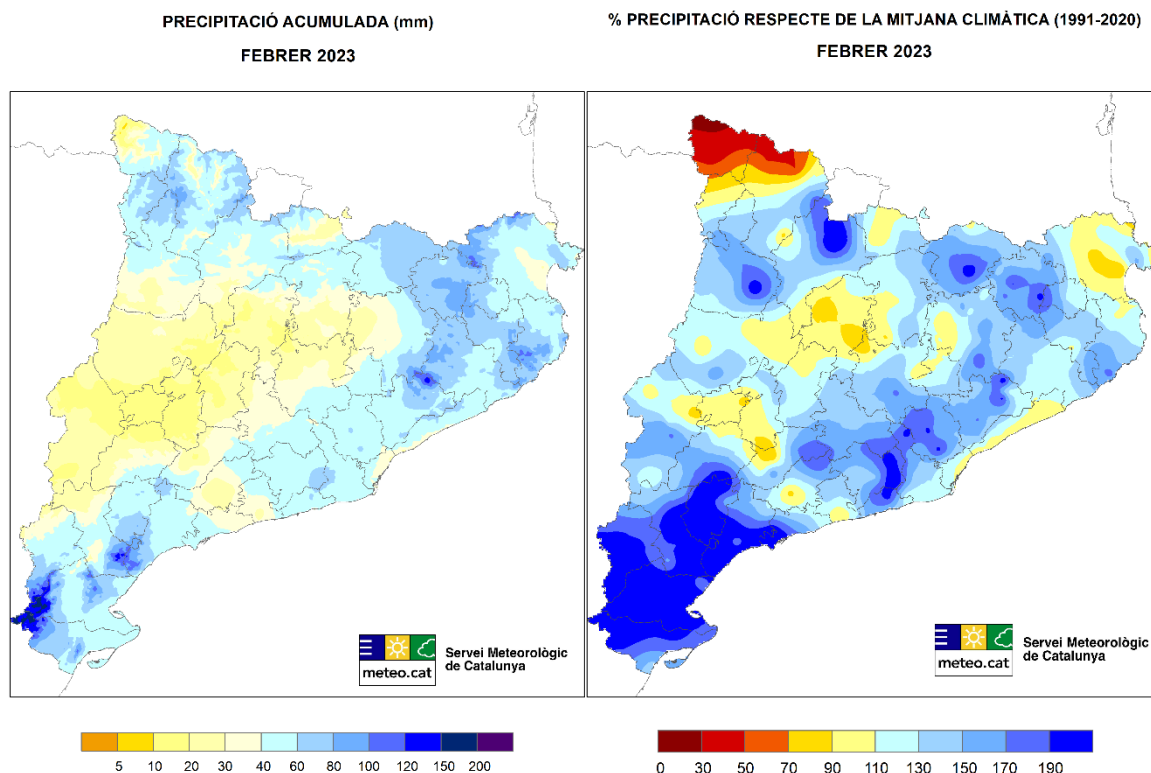 PRECIPITACIÓ ACUMULADA (mm)
FEBRER 2023
% PRECIPITACIÓ RESPECTE DE LA MITJANA CLIMÀTICA (1991-2020)
FEBRER 2023
meteo.cat
Servei Meteorològic
de Catalunya
meteo.cat
Servei Meteorològic
de Catalunya
5 10 20 30 40 60 80 100 120 150 200
0 30 50 70 90 110 130 150 170 190